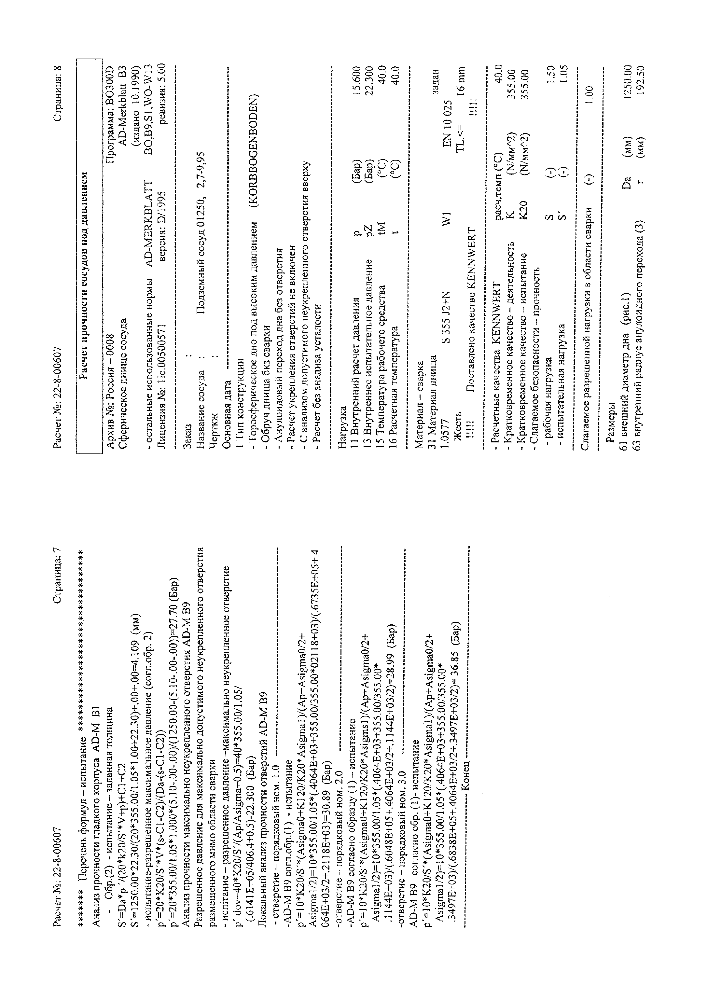 Расчет №: 22-8-00607 Страница: 7
****** Перечень формул – испытание ************************************
Анализ прочности гладкого корпуса AD-M B1
- Обр.(2) - испытание – заданная толщина
S´=Da*p ´/(20*k20/S´*V+p)+C1+C2
S´=1250.00*22.30/(20*355.00/1.05*1.00+22.30)+.00+.00=4.109 (мм)
- испытание-разрешенное максимальное давление (согл.обр. 2)
p´=20*K20/S´*V*(s-C1-C2)/(Da-(s-C1-C2))
p´=20*355.00/1.05*1.000*(5.10-.00-.00)/(1250.00-(5.10-.00-.00))=27.70 (Бар)
Анализ прочности максимально неукрепленного отверстия AD-M B9
Разрешенное давление для максимально допустимого неукрепленного отверстия
размещенного мимо области сварки
- испітание – разрешенное давление –максимально неукрепленное отверстие
p´ dov=40*K20/S´/(Ap/Asigma+0.5)=40*355.00/1.05/
(.6141E+05/406.4+0.5)-22.300 (Бар)
Локальный анализ прочности отверстий AD-M B9
- отверстие – порядковый ном. 1.0 ------------------------------------
-AD-M B9 согл.обр.(1) - испытание
p´=10*K20/S´*(Asigma0+K120/K20*Asigma1)/(Ap+Asigma0/2+
Asigma1/2)=10*355.00/1.05*(.4064E+03+355.00/355.00*02118+03)/(.6735E+05+.4
064E+03/2+.2118E+03)=30.89 (Бар)
-отверстие – порядковый ном. 2.0 ------------------------------------
-AD-M B9 согласно образцу (1) – испытание
p´=10*K20/S´*(Asigma0+K120/K20*Asigms1)/(Ap+Asigma0/2+
Asigma1/2)=10*355.00/1.05*(.4064E+03+355.00/355.00*
.1144E+03)/(.6048E+05+.4064E+03/2+.1144E+03/2)=28.99 (Бар)
-отверстие – порядковый ном. 3.0 ------------------------------------
AD-M B9 согласно обр. (1)- испытание
p´=10*K20/S´*(Asigma0+K120/K20*Asigma1)/(Ap+Asigma0/2+
Asigma1/2)=10*355.00/1.05*(.4064E+03+355.00/355.00*
.3497E+03)/(.6838E+05+.4064E+03/2+.3497E+03/2)= 36.85 (Бар)
------------------------ Конец ------------------------------------
Расчет №: 22-8-00607 Страница: 8
Расчет прочности сосудов под давлением
Архив №: Россия – 0008 Программа: BO300D
Сферическое днище сосуда AD-Merkblatt B3
(издано 10.1990)
- остальные использованные нормы AD-MERKBLATT BO,B9,S1,WO-W13
Лицензия №: 1ic.00500571 версия: D/1995 ревизия: 5.00
------------------------------------
Заказ :
Название сосуда : Подземный сосуд 01250, 2,7-9,95
Черткж :
Основная дата ------------------------------------
1 Тип конструкции
- Торосферическое дно под высоким давлением (KORBBOGENBODEN)
- Обруч днища бкз сварки
- Анулоидовый переход дна без отверстия
- Расчет укрепления отверстий не включен
- С анализом допустимого неукрепленного отверстия вверху
- Расчет без анадиза усталости
------------------------------------
Нагрузка
11 Внутренний расчет давления p (Бар) 15.600
13 Внутреннее испытательное давление pZ (Бар) 22.300
15 Температура рабочего средства tM (°C) 40.0
16 Расчетная температура t (°C) 40.0
------------------------------------
Материал – сварка
31 Материал днища задан
1.0577 S 355 J2+N W1 EN 10 025
Жесть TL.<= 16 mm
!!!!! Поставлено качество KENNWERT !!!!!
------------------------------------
- Расчетные качества KENNWERT расч.темп (°C) 40.0
- Кратковременное качество – деятельность K (N/мм^2) 355.00
- Кратковременное качество – испытание K20 (N/мм^2) 355.00
- Слагаемое безопасности – прочность
- рабочая нагрузка S (-) 1.50
- испытательная нагрузка S´ (-) 1.05
------------------------------------
Слагаемое разрешенной нагрузки в области сварки (-) 1.00
------------------------------------
Размеры
61 внешний диаметр дна (рис.1) Da (мм) 1250.00
63 внутренний радиус анулоидного перехода (3) r (мм) 192.50